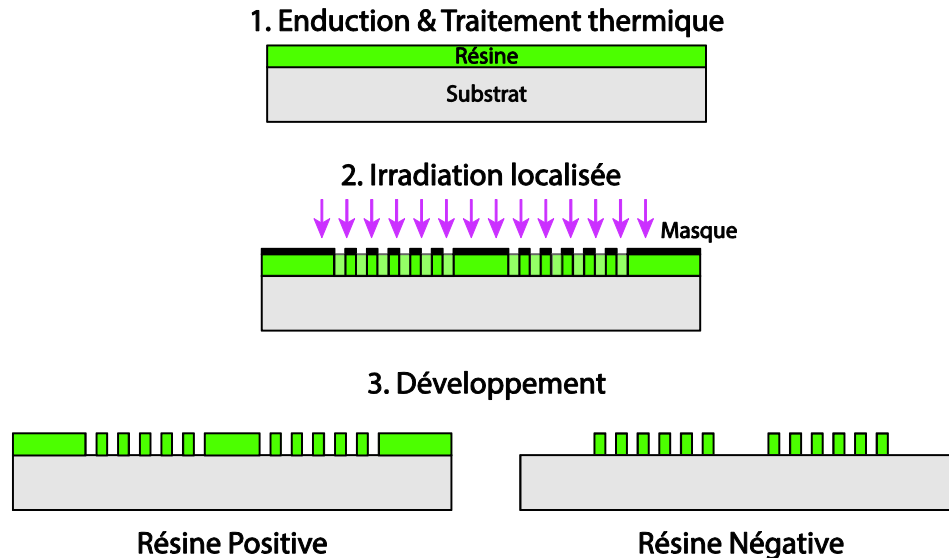 1. Enduction & Traitement thermique
Résine
Substrat
2. Irradiation localisée
Masque
3. Développement
Résine Positive
Résine Négative